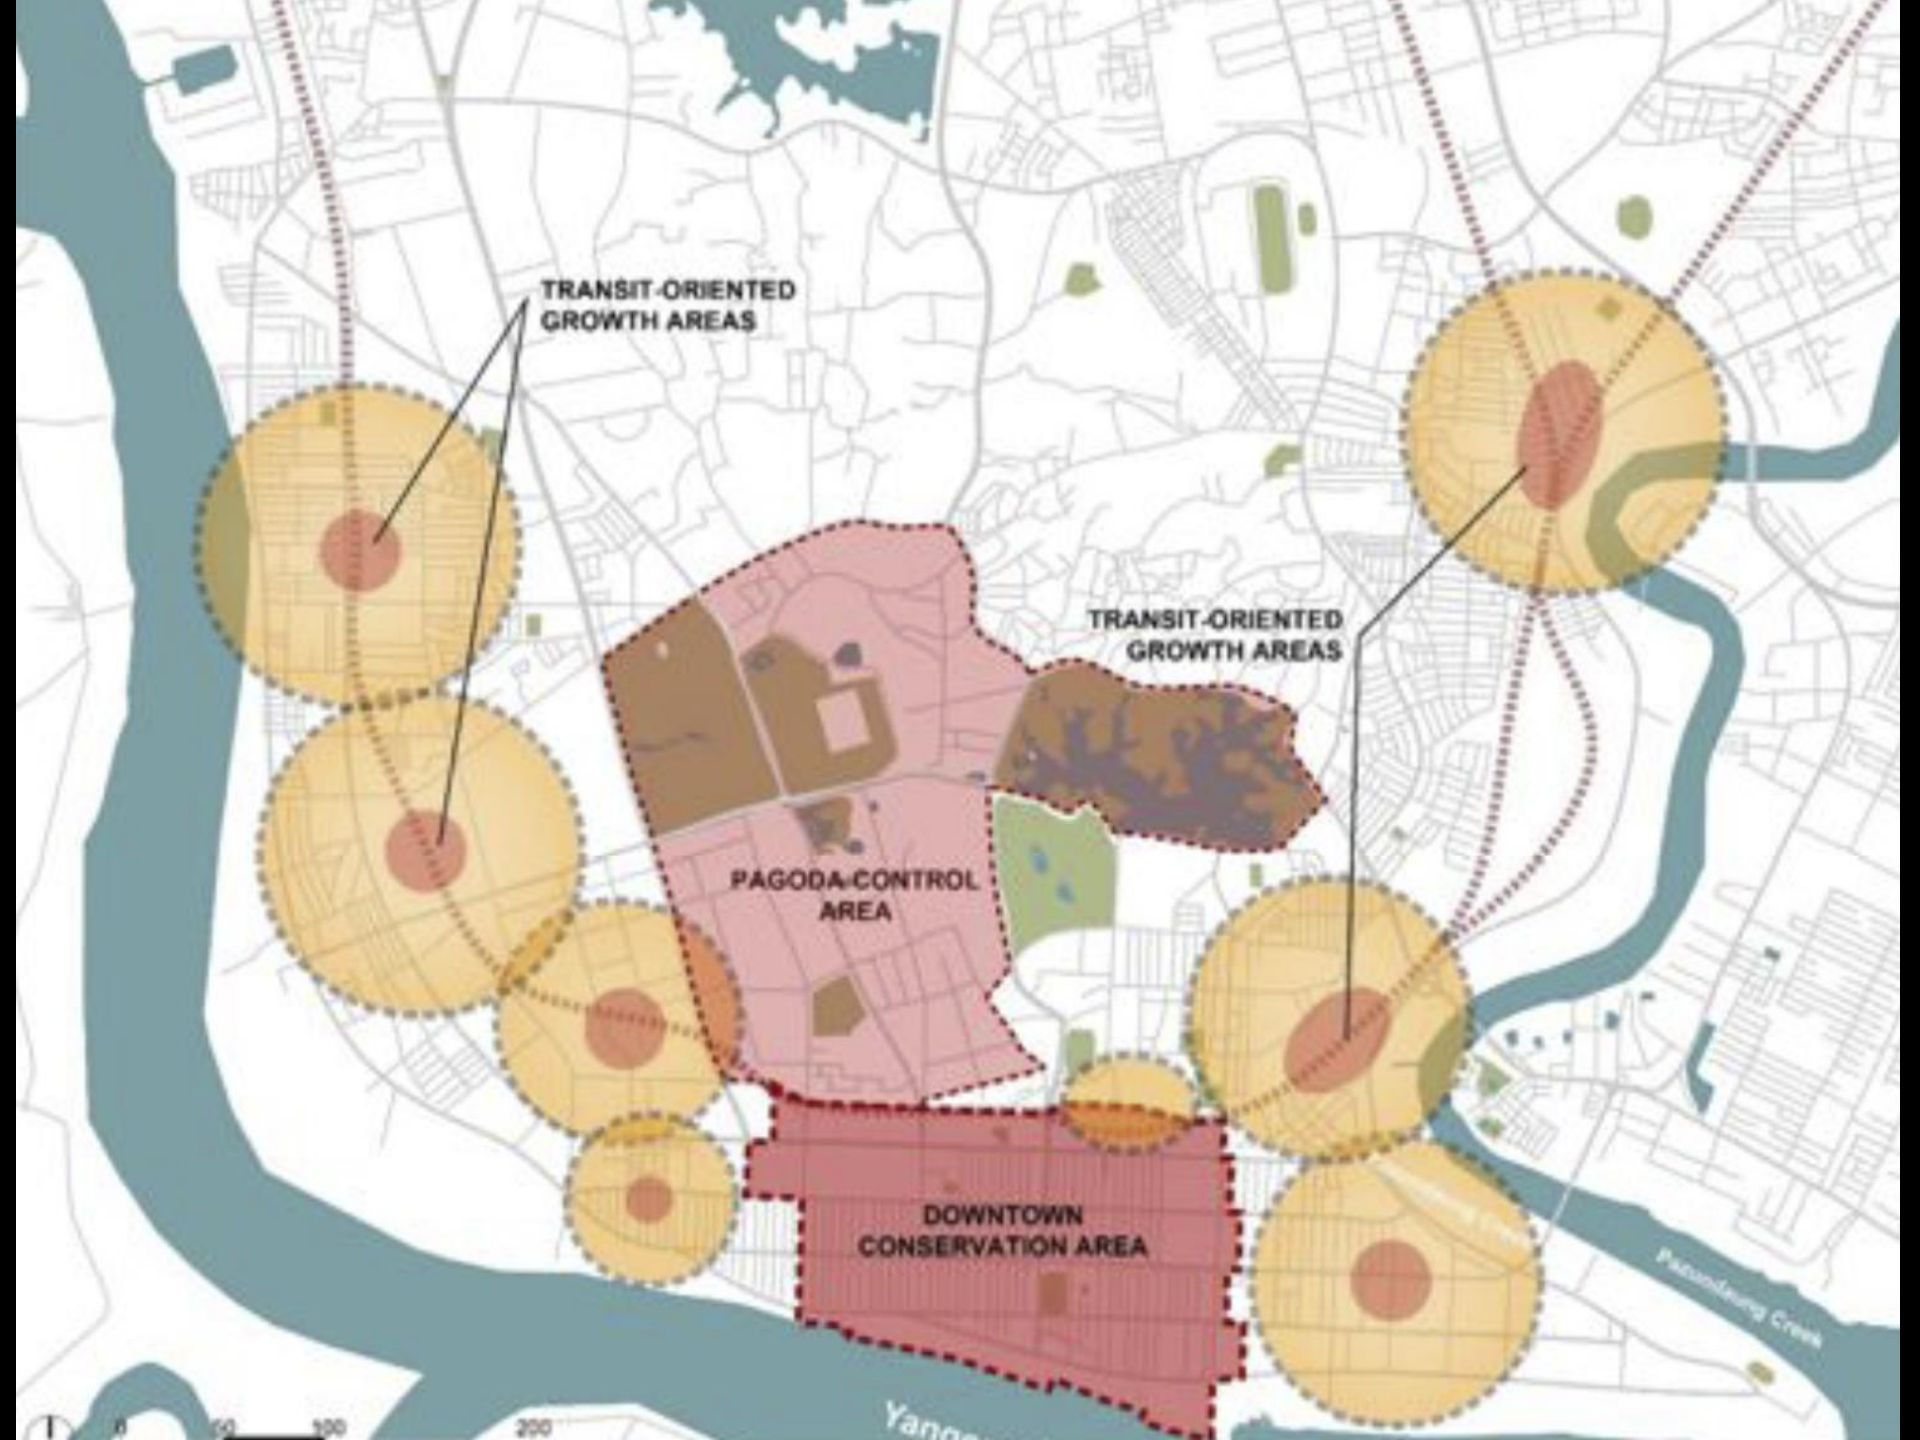 TRANSIT-ORIENTED
GROWTH AREAS
TRANSIT-ORIENTED
GROWTH AREAS
PAGODA CONTROL
AREA
DOWNTOWN
CONSERVATION AREA
Pazundaung Creek
0 50 100 200